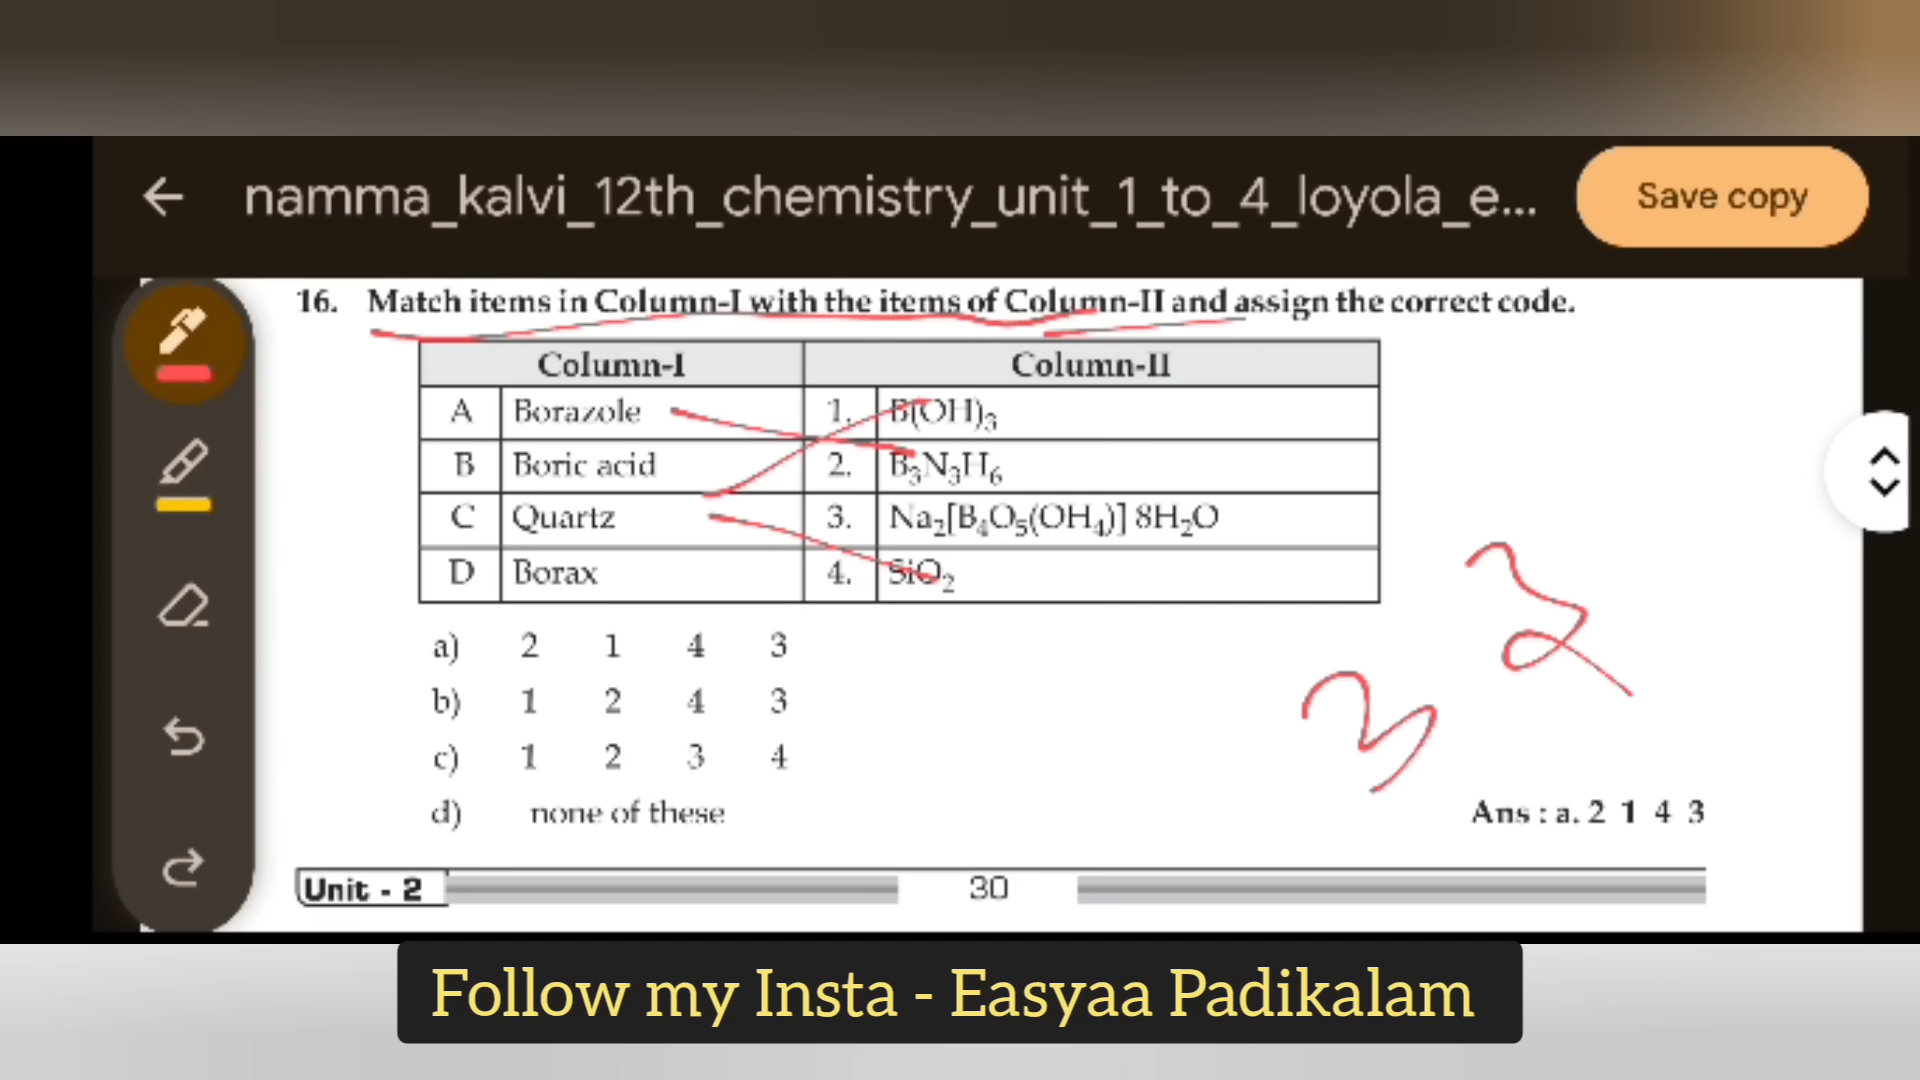 namma_kalvi_12th_chemistry_unit_1_to_4_loyola_e...
Save copy
16. Match items in Column-I with the items of Column-II and assign the correct code.
Column-I Column-II
A Borazole 1. B(OH)₃
B Boric acid 2. B₃N₃H₆
C Quartz 3. Na₂[B₄O₅(OH₄)] 8H₂O
D Borax 4. SiO₂
a) 2 1 4 3
b) 1 2 4 3
c) 1 2 3 4
d) none of these
Ans : a. 2 1 4 3
Unit - 2 30
Follow my Insta - Easyaa Padikalam